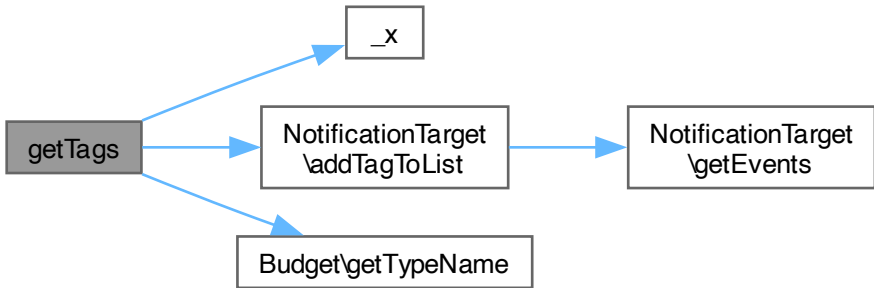 _x
getTags
NotificationTarget
\addTagToList
NotificationTarget
\getEvents
Budget\getTypeName